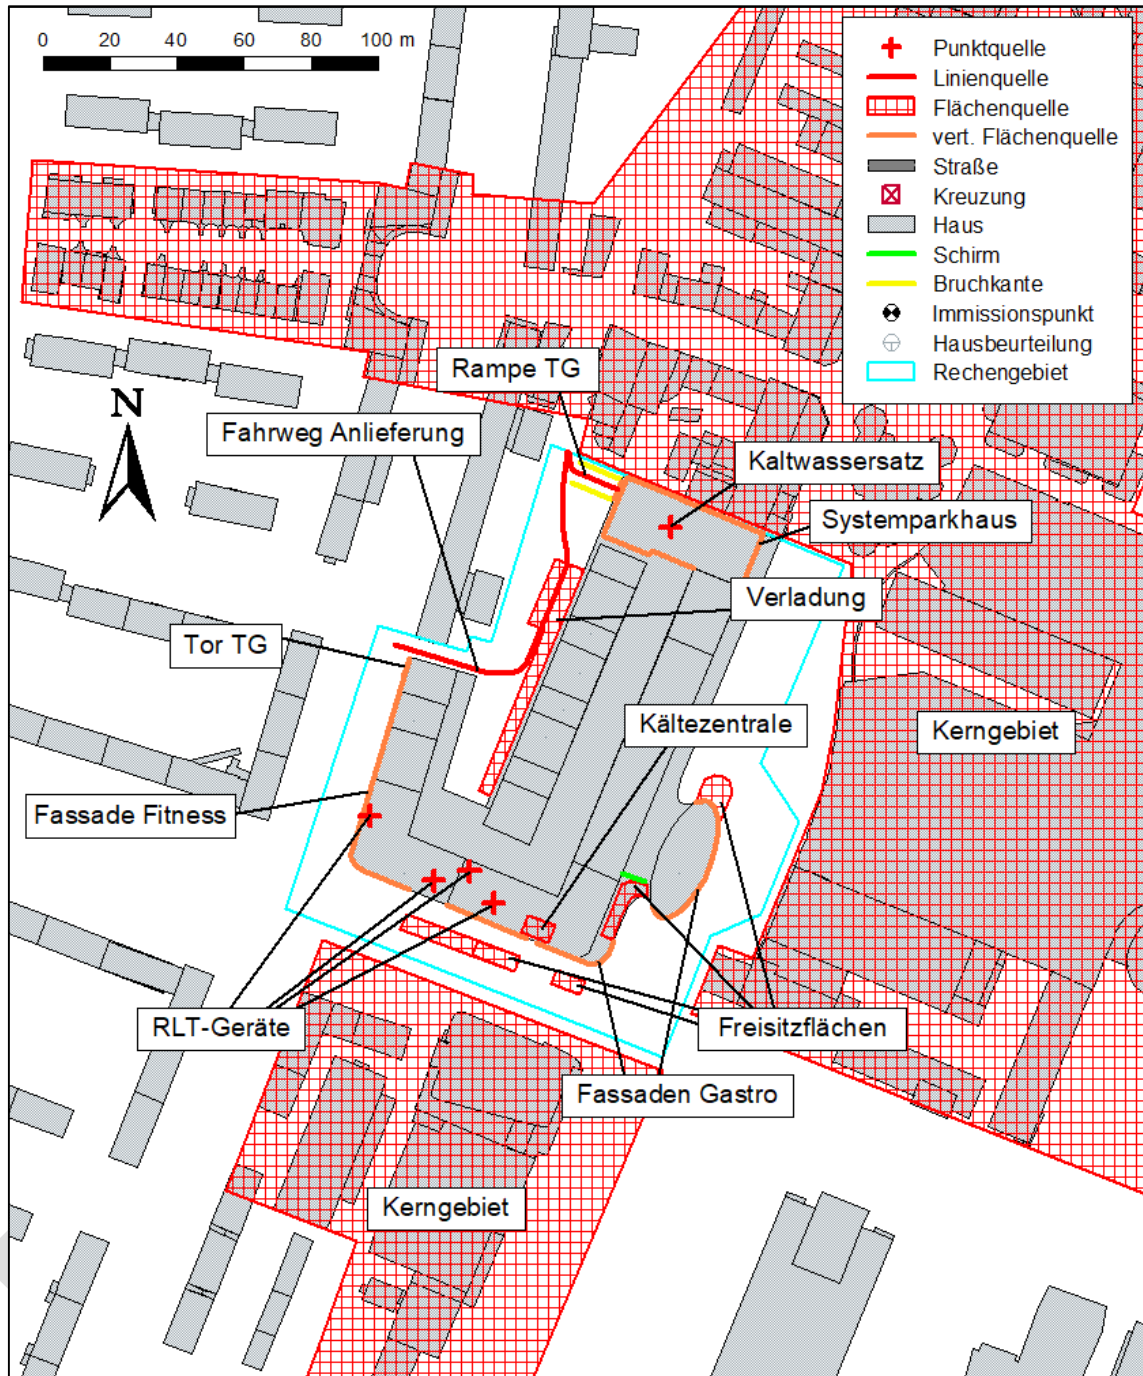 0 20 40 60 80 100 m
Punktquelle
Linienquelle
Flächenquelle
vert. Flächenquelle
Straße
Kreuzung
Haus
Schirm
Bruchkante
Immissionspunkt
Hausbeurteilung
Rechengebiet
Rampe TG
N
Fahrweg Anlieferung
Kaltwassersatz
Systemparkhaus
Verladung
Tor TG
Kältezentrale
Kerngebiet
Fassade Fitness
RLT-Geräte
Freisitzflächen
Fassaden Gastro
Kerngebiet